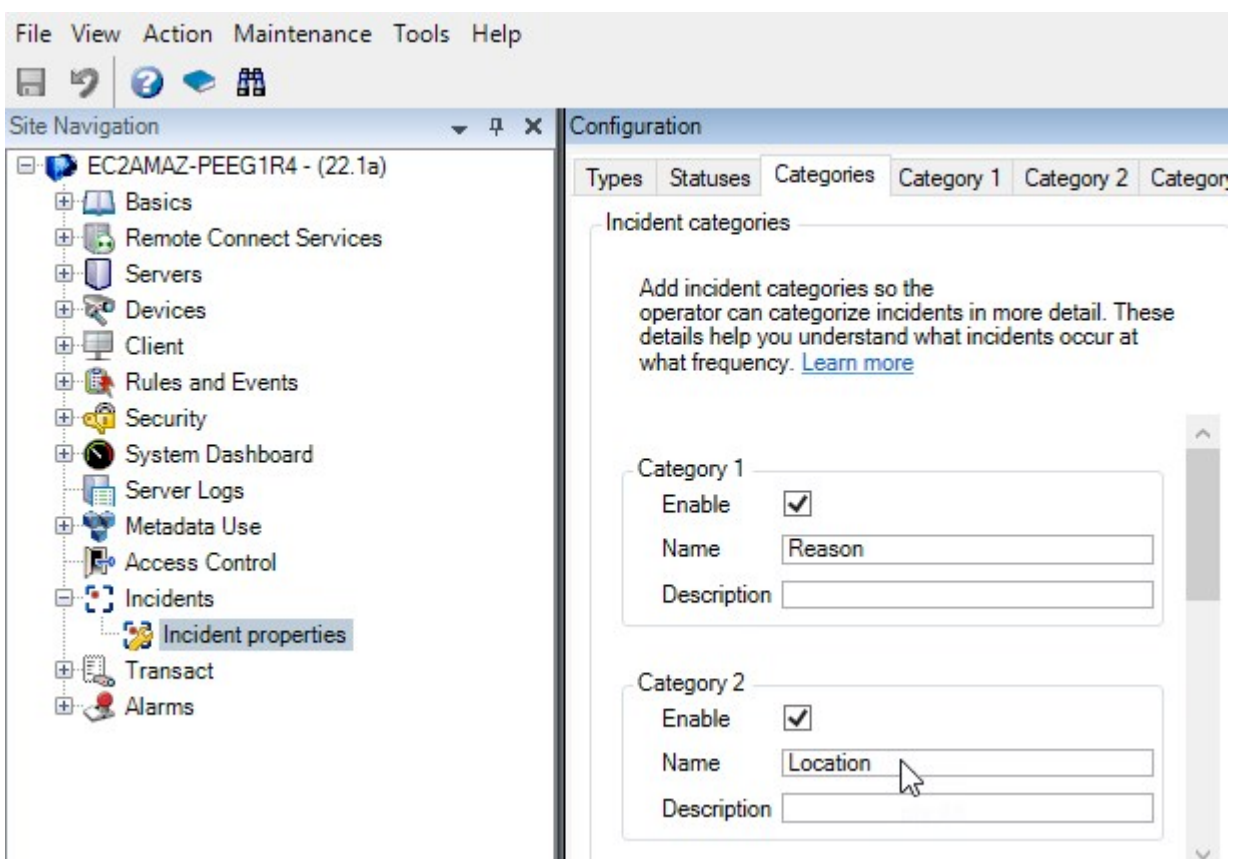 File View Action Maintenance Tools Help
Site Navigation
EC2AMAZ-PEEG1R4 - (22.1a)
Basics
Remote Connect Services
Servers
Devices
Client
Rules and Events
Security
System Dashboard
Server Logs
Metadata Use
Access Control
Incidents
Incident properties
Transact
Alarms
Configuration
Types Statuses Categories Category 1 Category 2 Category
Incident categories
Add incident categories so the
operator can categorize incidents in more detail. These
details help you understand what incidents occur at
what frequency. Learn more
Category 1
Enable
Name Reason
Description
Category 2
Enable
Name Location
Description